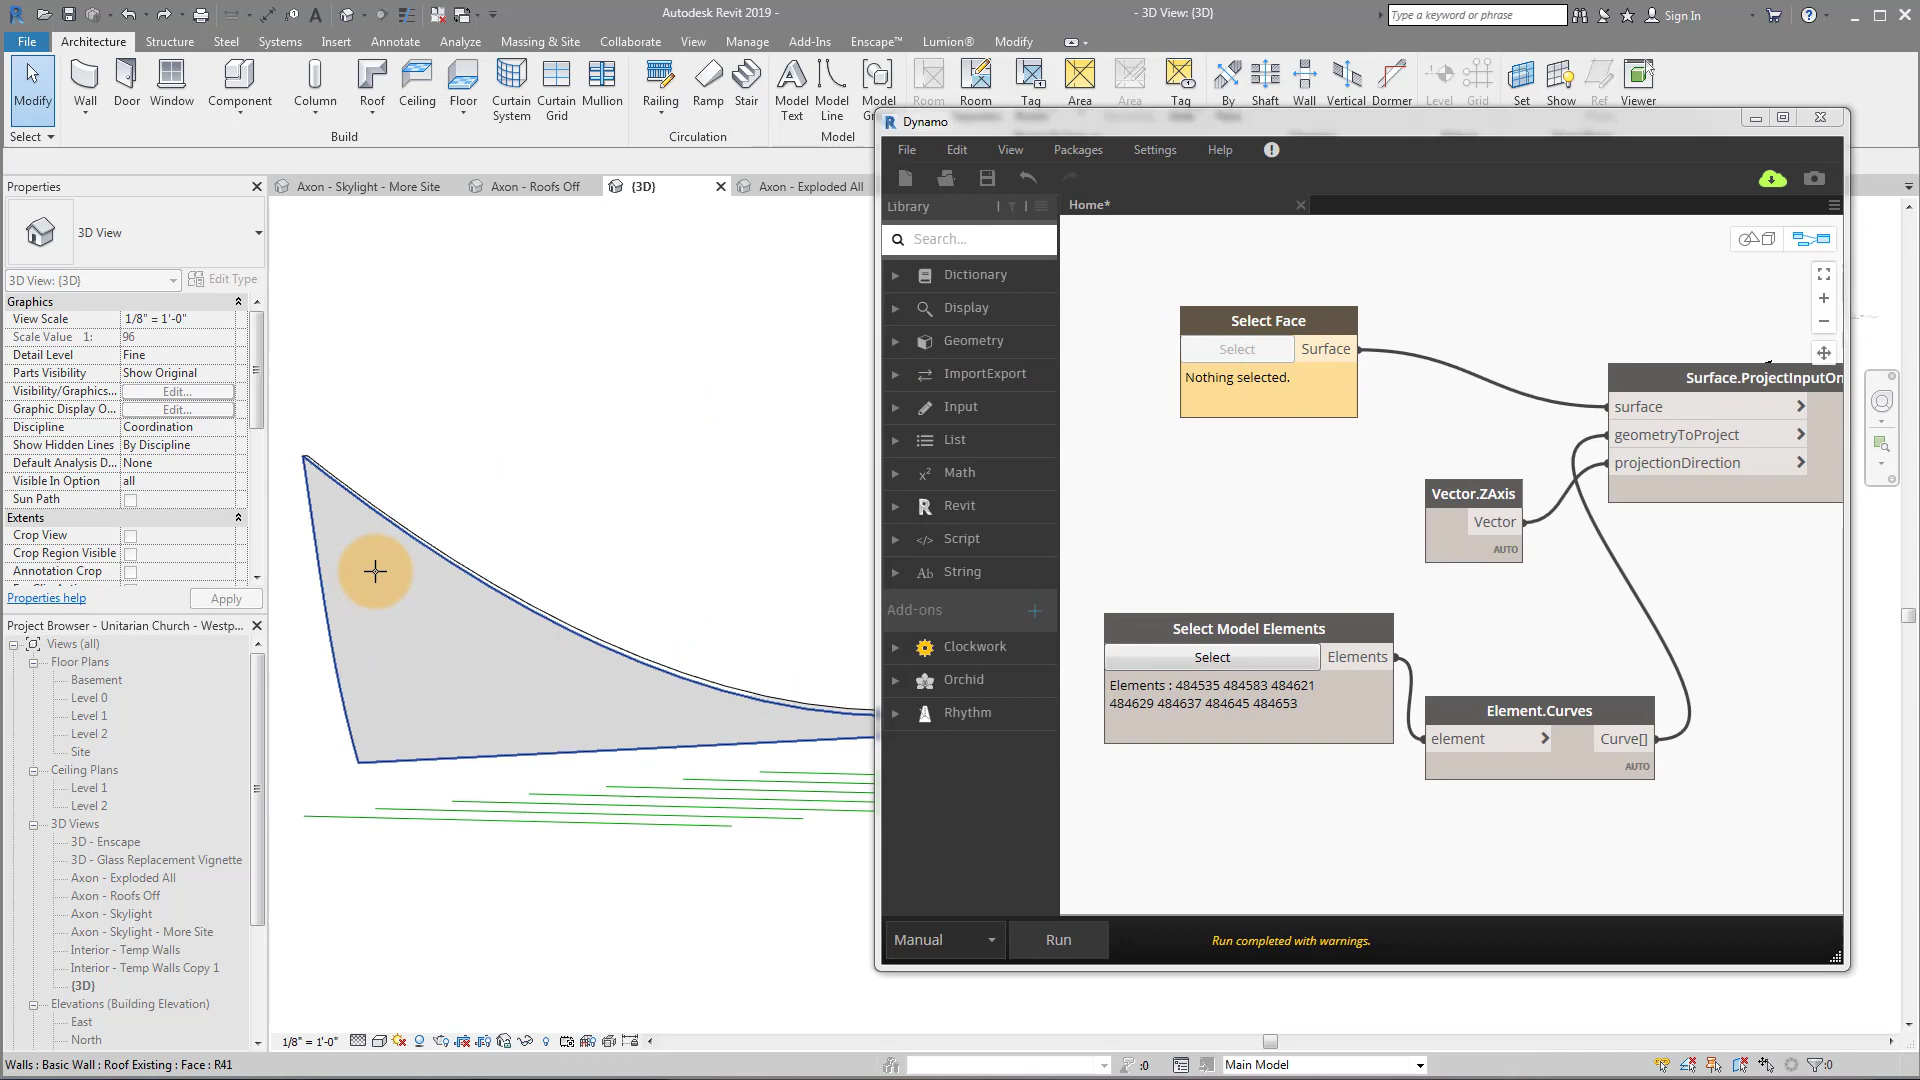 Autodesk Revit 2019 -
- 3D View: {3D}
Type a keyword or phrase
Sign In
File
Architecture
Structure
Steel
Systems
Insert
Annotate
Analyze
Massing & Site
Collaborate
View
Manage
Add-Ins
Enscape™
Lumion®
Modify
Modify
Wall
Door
Window
Component
Column
Roof
Ceiling
Floor
Curtain System
Curtain Grid
Mullion
Railing
Ramp
Stair
Model Text
Model Line
Model Group
Room
Room
Tag
Area
Area
Tag
By
Shaft
Wall
Vertical
Dormer
Level
Grid
Set
Show
Ref
Viewer
Select
Build
Circulation
Model
Properties
3D View
3D View: {3D}
Edit Type
Graphics
View Scale 1/8" = 1'-0"
Scale Value 1: 96
Detail Level Fine
Parts Visibility Show Original
Visibility/Graphics... Edit...
Graphic Display O... Edit...
Discipline Coordination
Show Hidden Lines By Discipline
Default Analysis D... None
Visible In Option all
Sun Path
Extents
Crop View
Crop Region Visible
Annotation Crop
Properties help
Apply
Project Browser - Unitarian Church - Westp...
Views (all)
Floor Plans
Basement
Level 0
Level 1
Level 2
Site
Ceiling Plans
Level 1
Level 2
3D Views
3D - Enscape
3D - Glass Replacement Vignette
Axon - Exploded All
Axon - Roofs Off
Axon - Skylight
Axon - Skylight - More Site
Interior - Temp Walls
Interior - Temp Walls Copy 1
{3D}
Elevations (Building Elevation)
East
North
Axon - Skylight - More Site
Axon - Roofs Off
{3D}
Axon - Exploded All
Dynamo
File
Edit
View
Packages
Settings
Help
Library
Home*
Search...
Dictionary
Display
Geometry
ImportExport
Input
List
Math
Revit
Script
String
Add-ons
Clockwork
Orchid
Rhythm
Select Face
Select
Surface
Nothing selected.
Surface.ProjectInputOn
surface
geometryToProject
projectionDirection
Vector.ZAxis
Vector
AUTO
Select Model Elements
Select
Elements
Elements : 484535 484583 484621
484629 484637 484645 484653
Element.Curves
element
Curve[]
AUTO
Manual
Run
Run completed with warnings.
1/8" = 1'-0"
Walls : Basic Wall : Roof Existing : Face : R41
:0
Main Model
:0